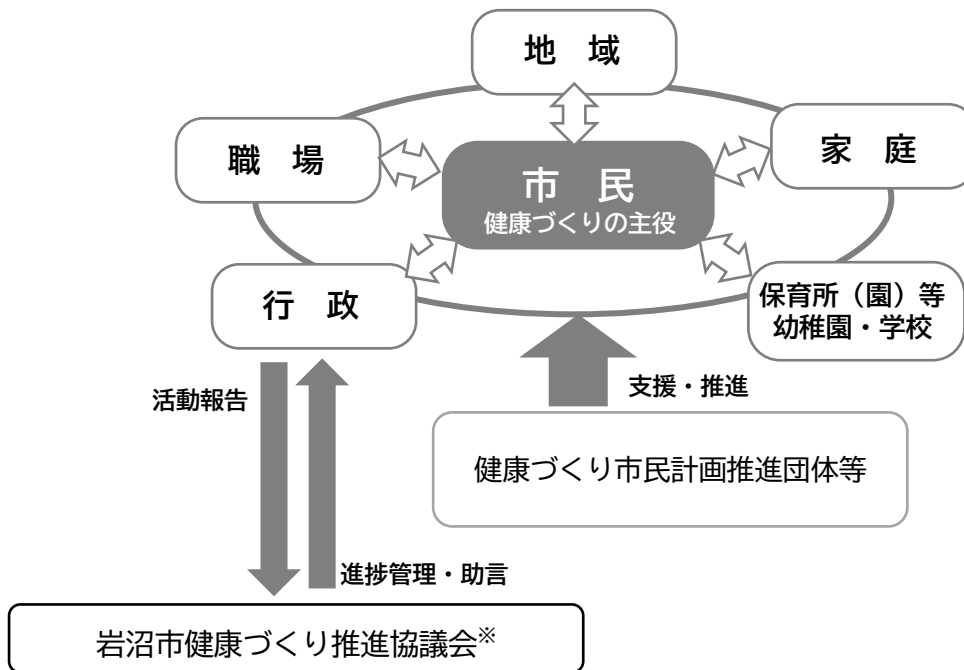 地　域
職　場
家　庭
市　民
健康づくりの主役
行　政
保育所（園）等
幼稚園・学校
活動報告
支援・推進
健康づくり市民計画推進団体等
進捗管理・助言
岩沼市健康づくり推進協議会※